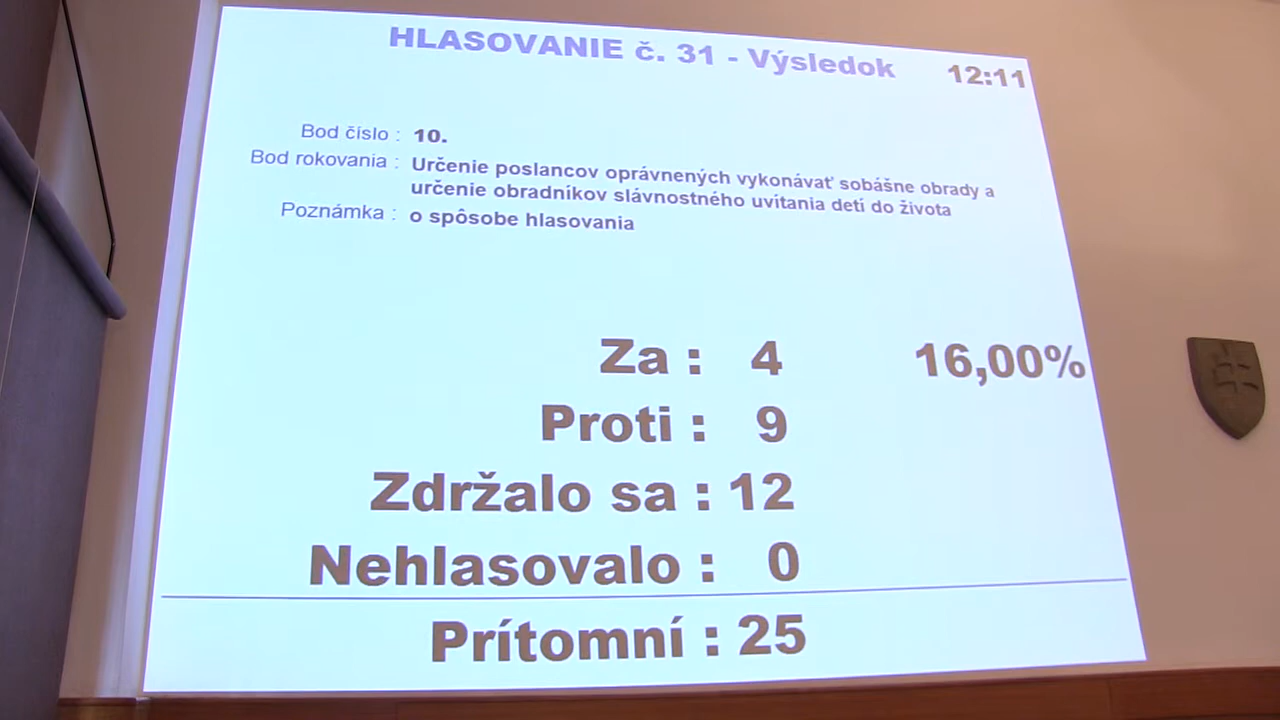 HLASOVANIE č. 31 - Výsledok 12:11
Bod číslo : 10.
Bod rokovania : Určenie poslancov oprávnených vykonávať sobášne obrady a
určenie obradníkov slávnostného uvítania detí do života
Poznámka : o spôsobe hlasovania
Za : 4 16,00%
Proti : 9
Zdržalo sa : 12
Nehlasovalo : 0
Prítomní : 25